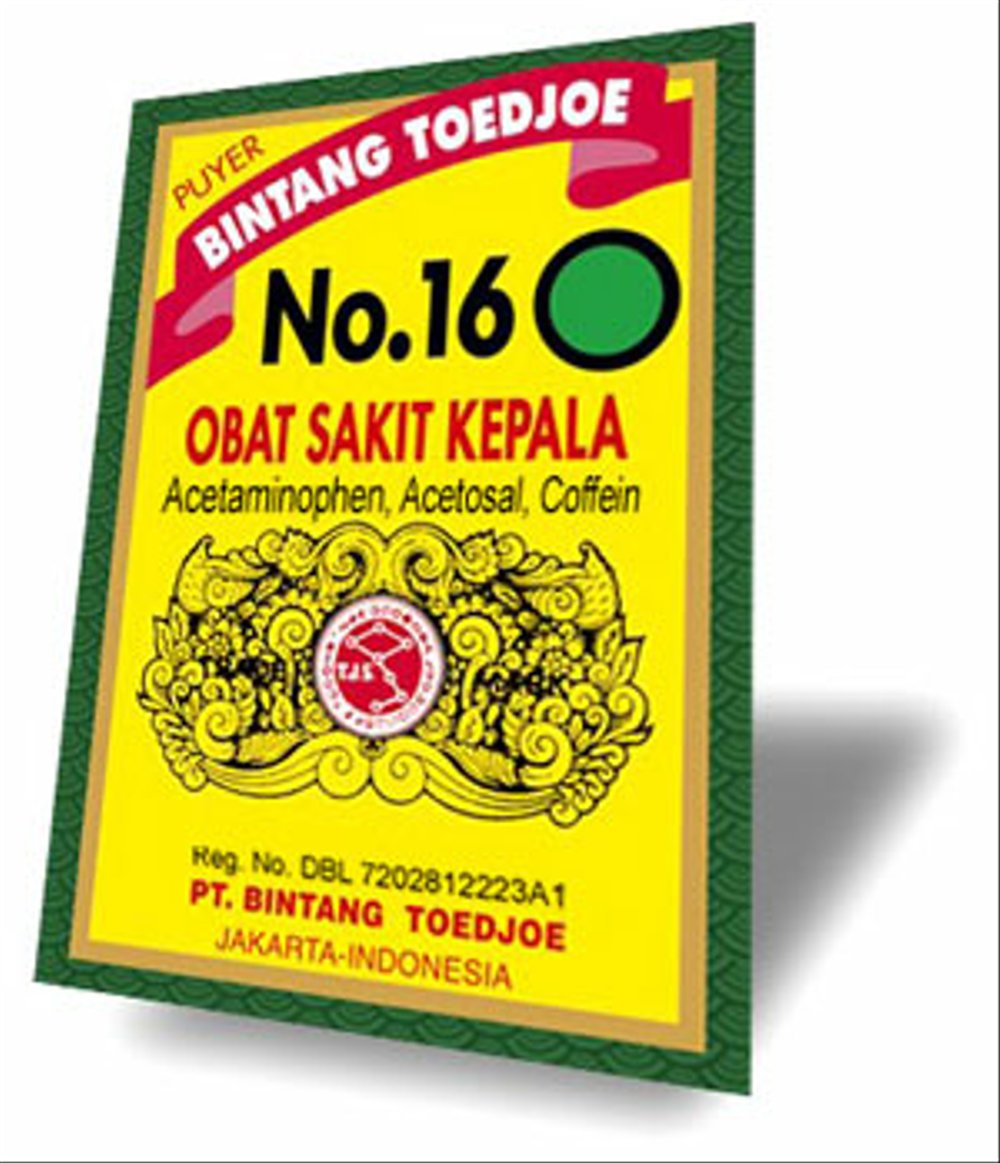 PUYER
BINTANG TOEDJOE
No.16
OBAT SAKIT KEPALA
Acetaminophen, Acetosal, Coffein
Reg. No. DBL 7202812223A1
PT. BINTANG TOEDJOE
JAKARTA-INDONESIA